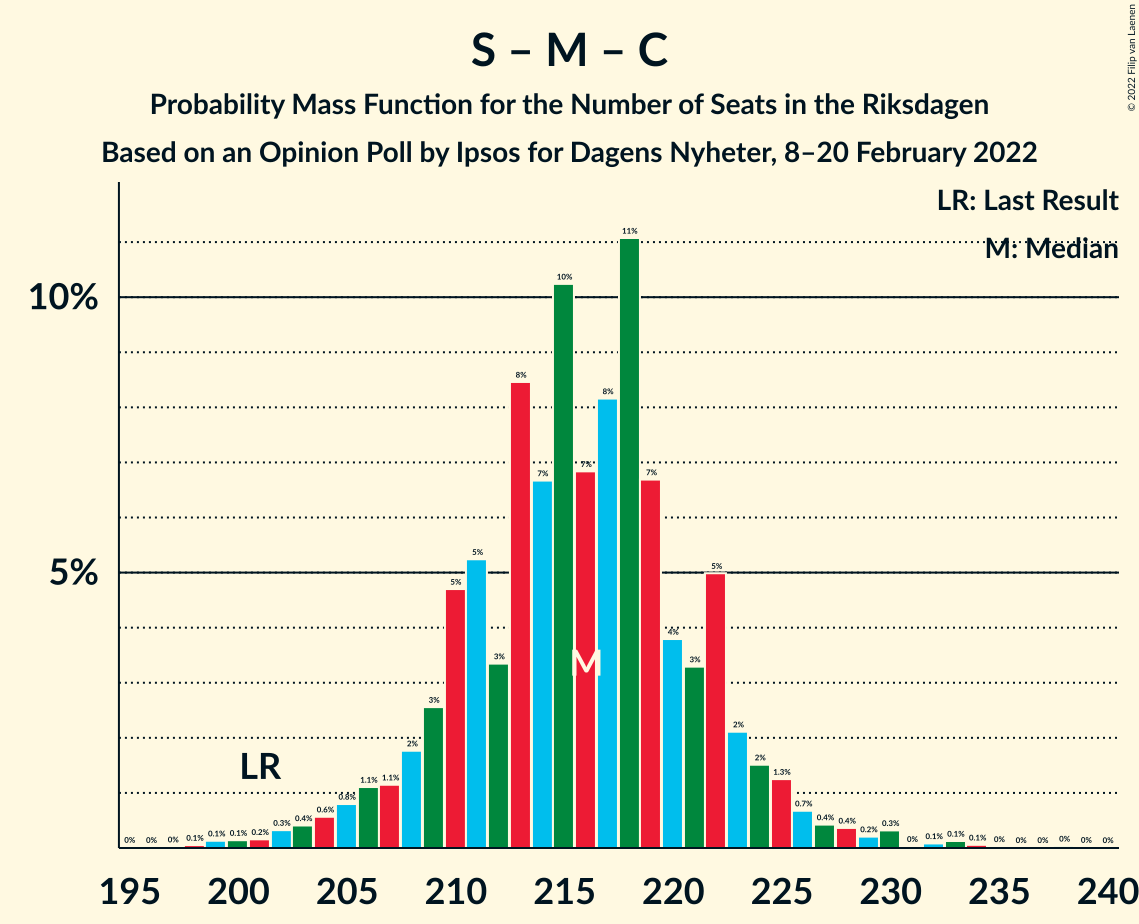 © 2022 Filip van Laenen
S – M – C
Probability Mass Function for the Number of Seats in the Riksdagen
Based on an Opinion Poll by Ipsos for Dagens Nyheter, 8–20 February 2022
LR: Last Result
M: Median
10%
5%
0% 0% 0% 0.1% 0.1% 0.1% 0.2% 0.3% 0.4% 0.6% 0.8% 1.1% 1.1% 2% 3% 5% 5% 3% 8% 7% 10% 7% 8% 11% 7% 4% 3% 5% 2% 2% 1.3% 0.7% 0.4% 0.4% 0.2% 0.3% 0% 0.1% 0.1% 0.1% 0% 0% 0% 0% 0% 0%
LR
M
195 200 205 210 215 220 225 230 235 240